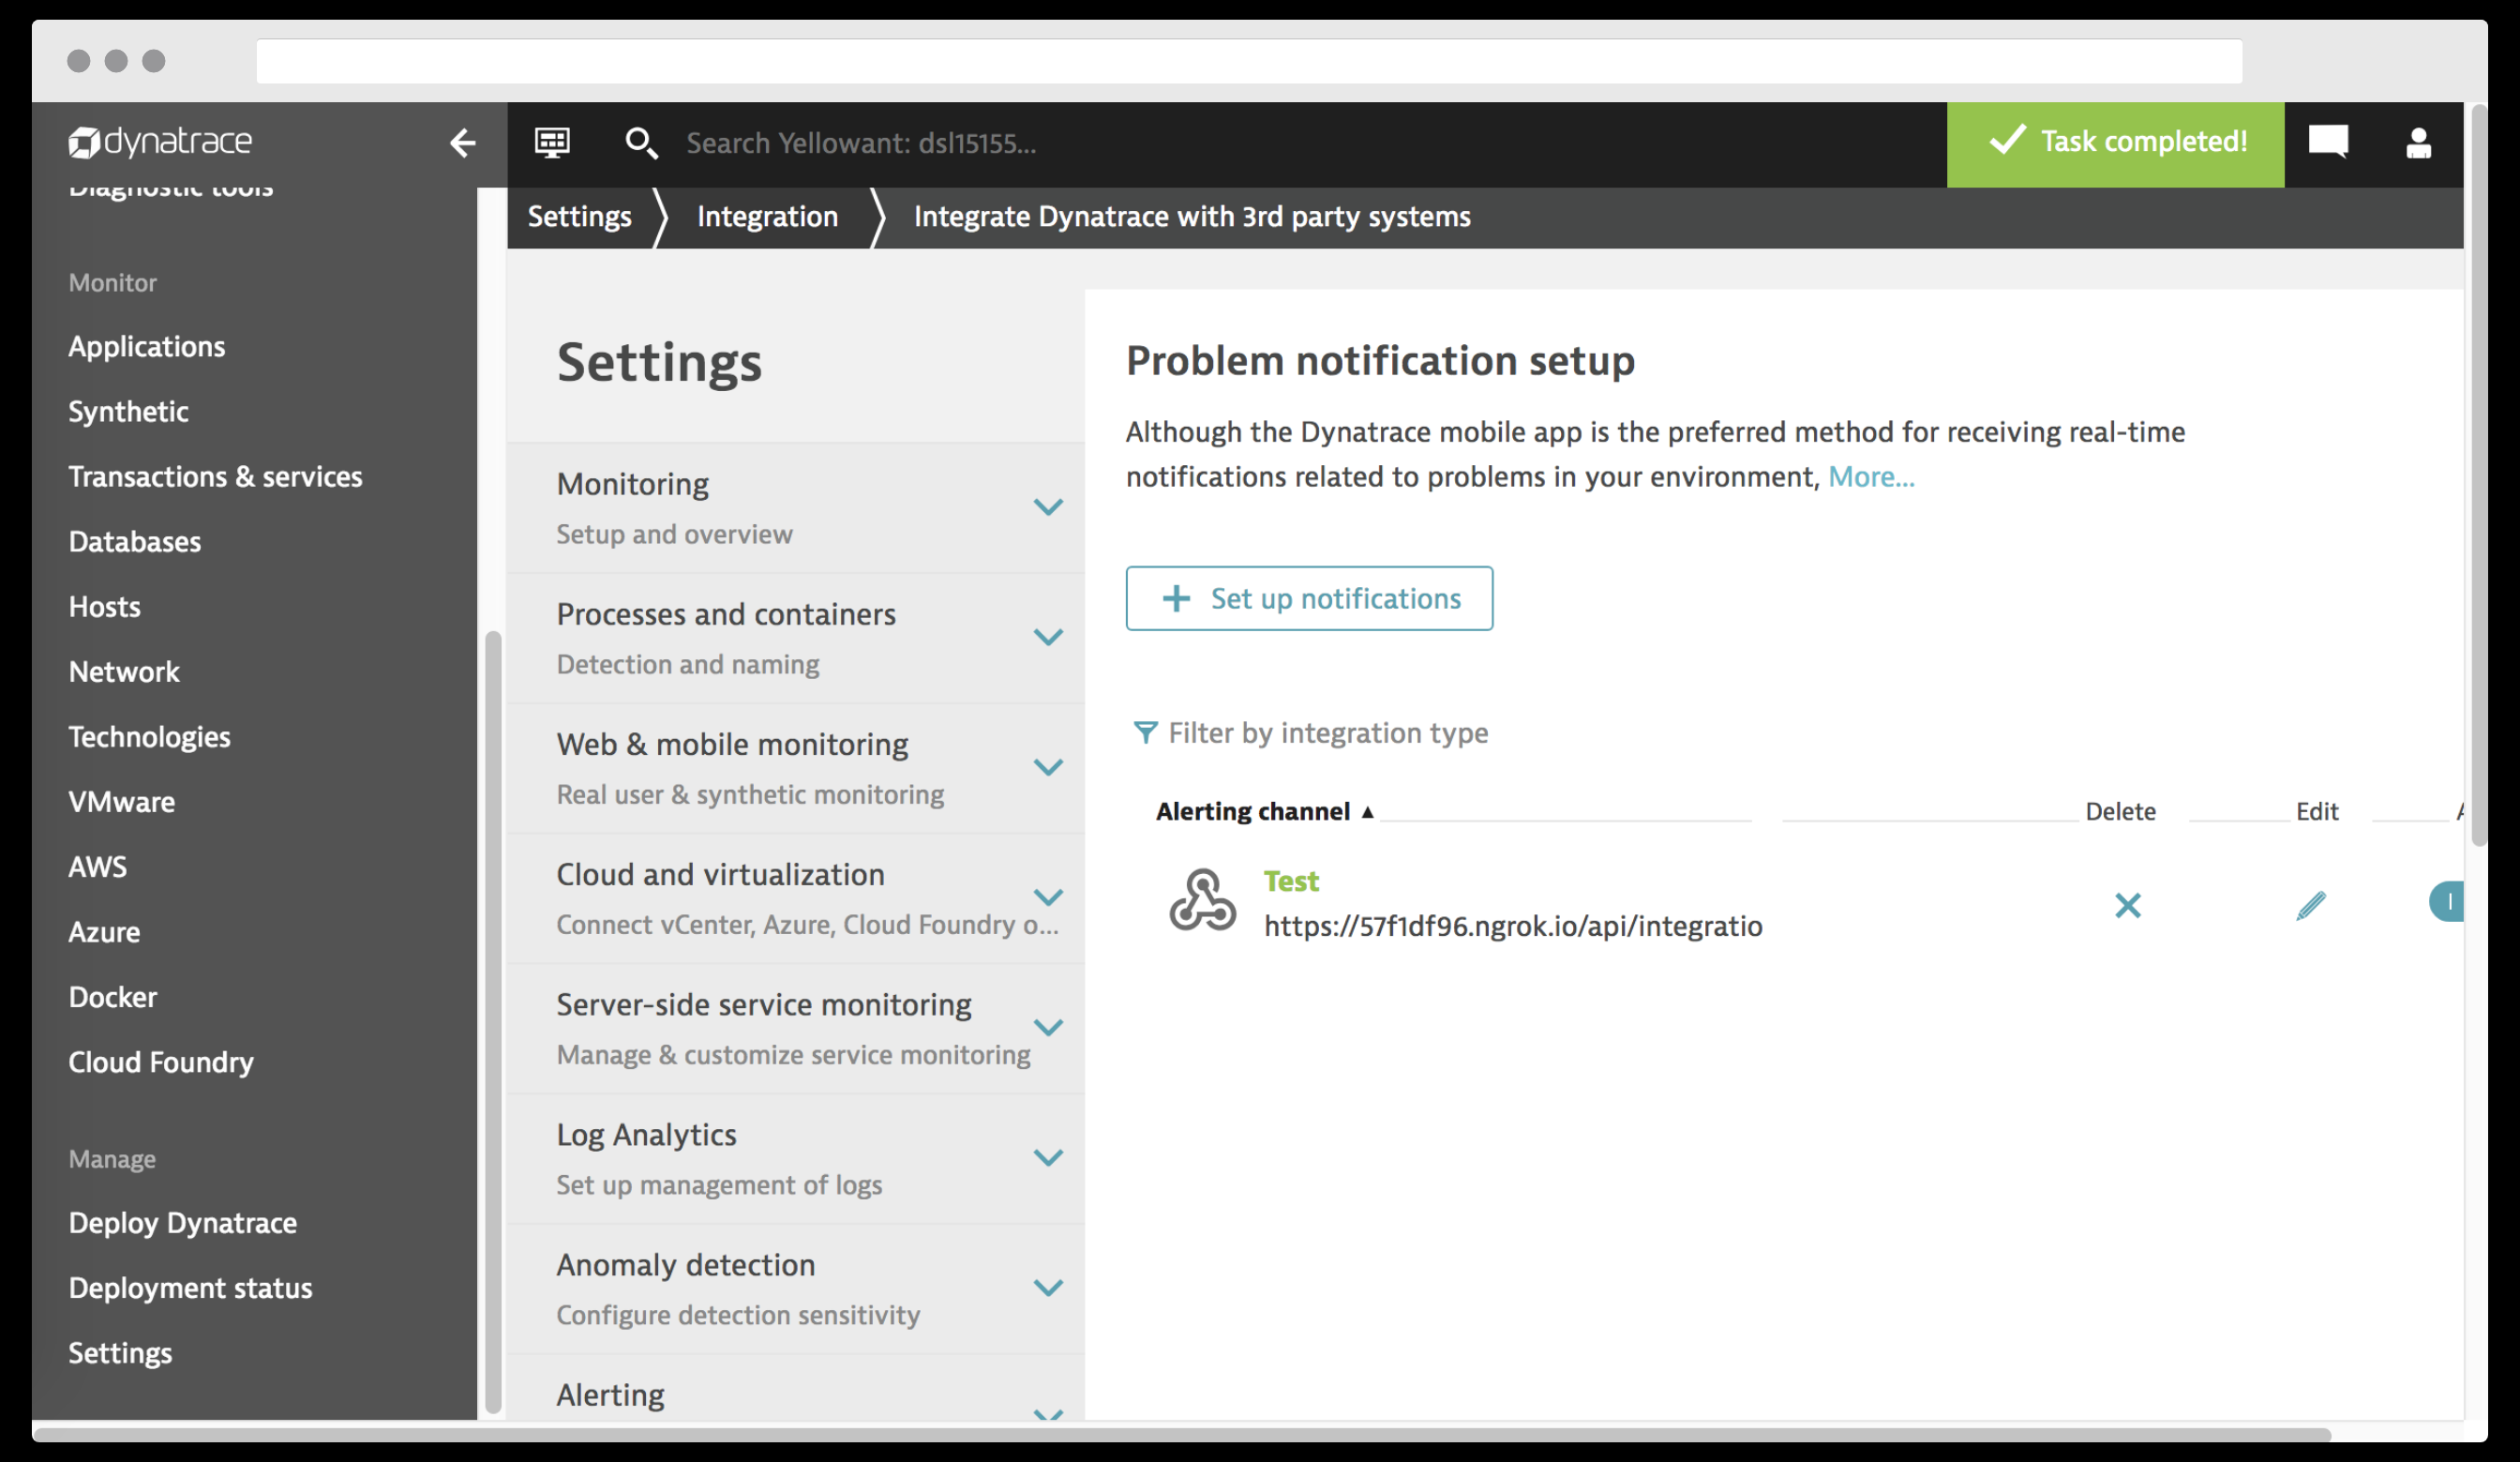 dynatrace
Search Yellowant: dsl15155...
Task completed!
Diagnostic tools
Settings
Integration
Integrate Dynatrace with 3rd party systems
Monitor
Applications
Synthetic
Transactions & services
Databases
Hosts
Network
Technologies
VMware
AWS
Azure
Docker
Cloud Foundry
Manage
Deploy Dynatrace
Deployment status
Settings
Settings
Monitoring
Setup and overview
Processes and containers
Detection and naming
Web & mobile monitoring
Real user & synthetic monitoring
Cloud and virtualization
Connect vCenter, Azure, Cloud Foundry o...
Server-side service monitoring
Manage & customize service monitoring
Log Analytics
Set up management of logs
Anomaly detection
Configure detection sensitivity
Alerting
Problem notification setup
Although the Dynatrace mobile app is the preferred method for receiving real-time
notifications related to problems in your environment, More...
+ Set up notifications
Filter by integration type
Alerting channel ▲ Delete Edit
Test
https://57f1df96.ngrok.io/api/integratio